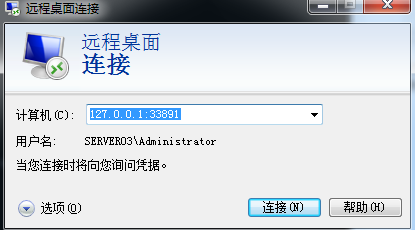 远程桌面连接
远程桌面
连接
计算机(C): 127.0.0.1:33891
用户名: SERVER03\Administrator
当您连接时将向您询问凭据。
选项(O) 连接(N) 帮助(H)